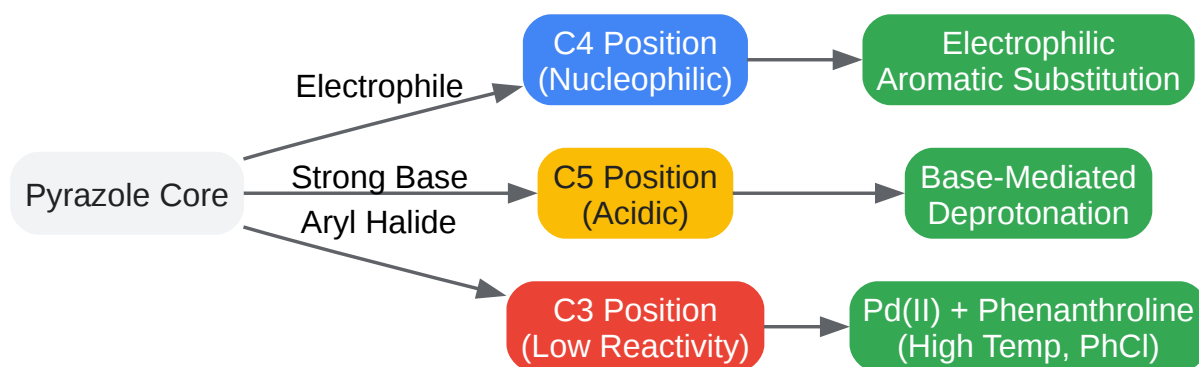 C4 Position
(Nucleophilic)
Electrophilic
Aromatic Substitution
Electrophile
Pyrazole Core
Strong Base
C5 Position
(Acidic)
Base-Mediated
Deprotonation
Aryl Halide
C3 Position
(Low Reactivity)
Pd(II) + Phenanthroline
(High Temp, PhCl)